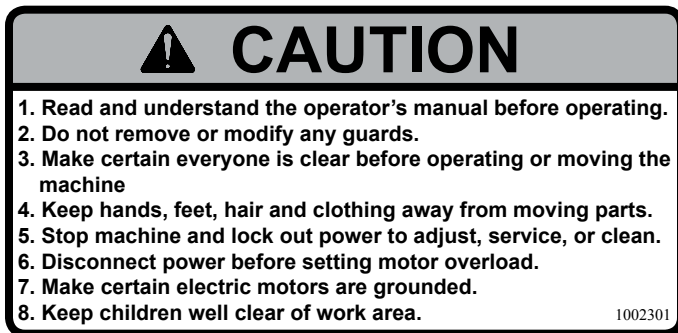 CAUTION
1. Read and understand the operator’s manual before operating.
2. Do not remove or modify any guards.
3. Make certain everyone is clear before operating or moving the
machine
4. Keep hands, feet, hair and clothing away from moving parts.
5. Stop machine and lock out power to adjust, service, or clean.
6. Disconnect power before setting motor overload.
7. Make certain electric motors are grounded.
8. Keep children well clear of work area. 1002301